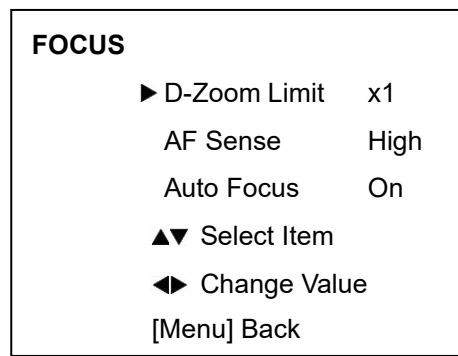 FOCUS
▶ D-Zoom Limit x1
AF Sense High
Auto Focus On
▲▼ Select Item
◀▶ Change Value
[Menu] Back